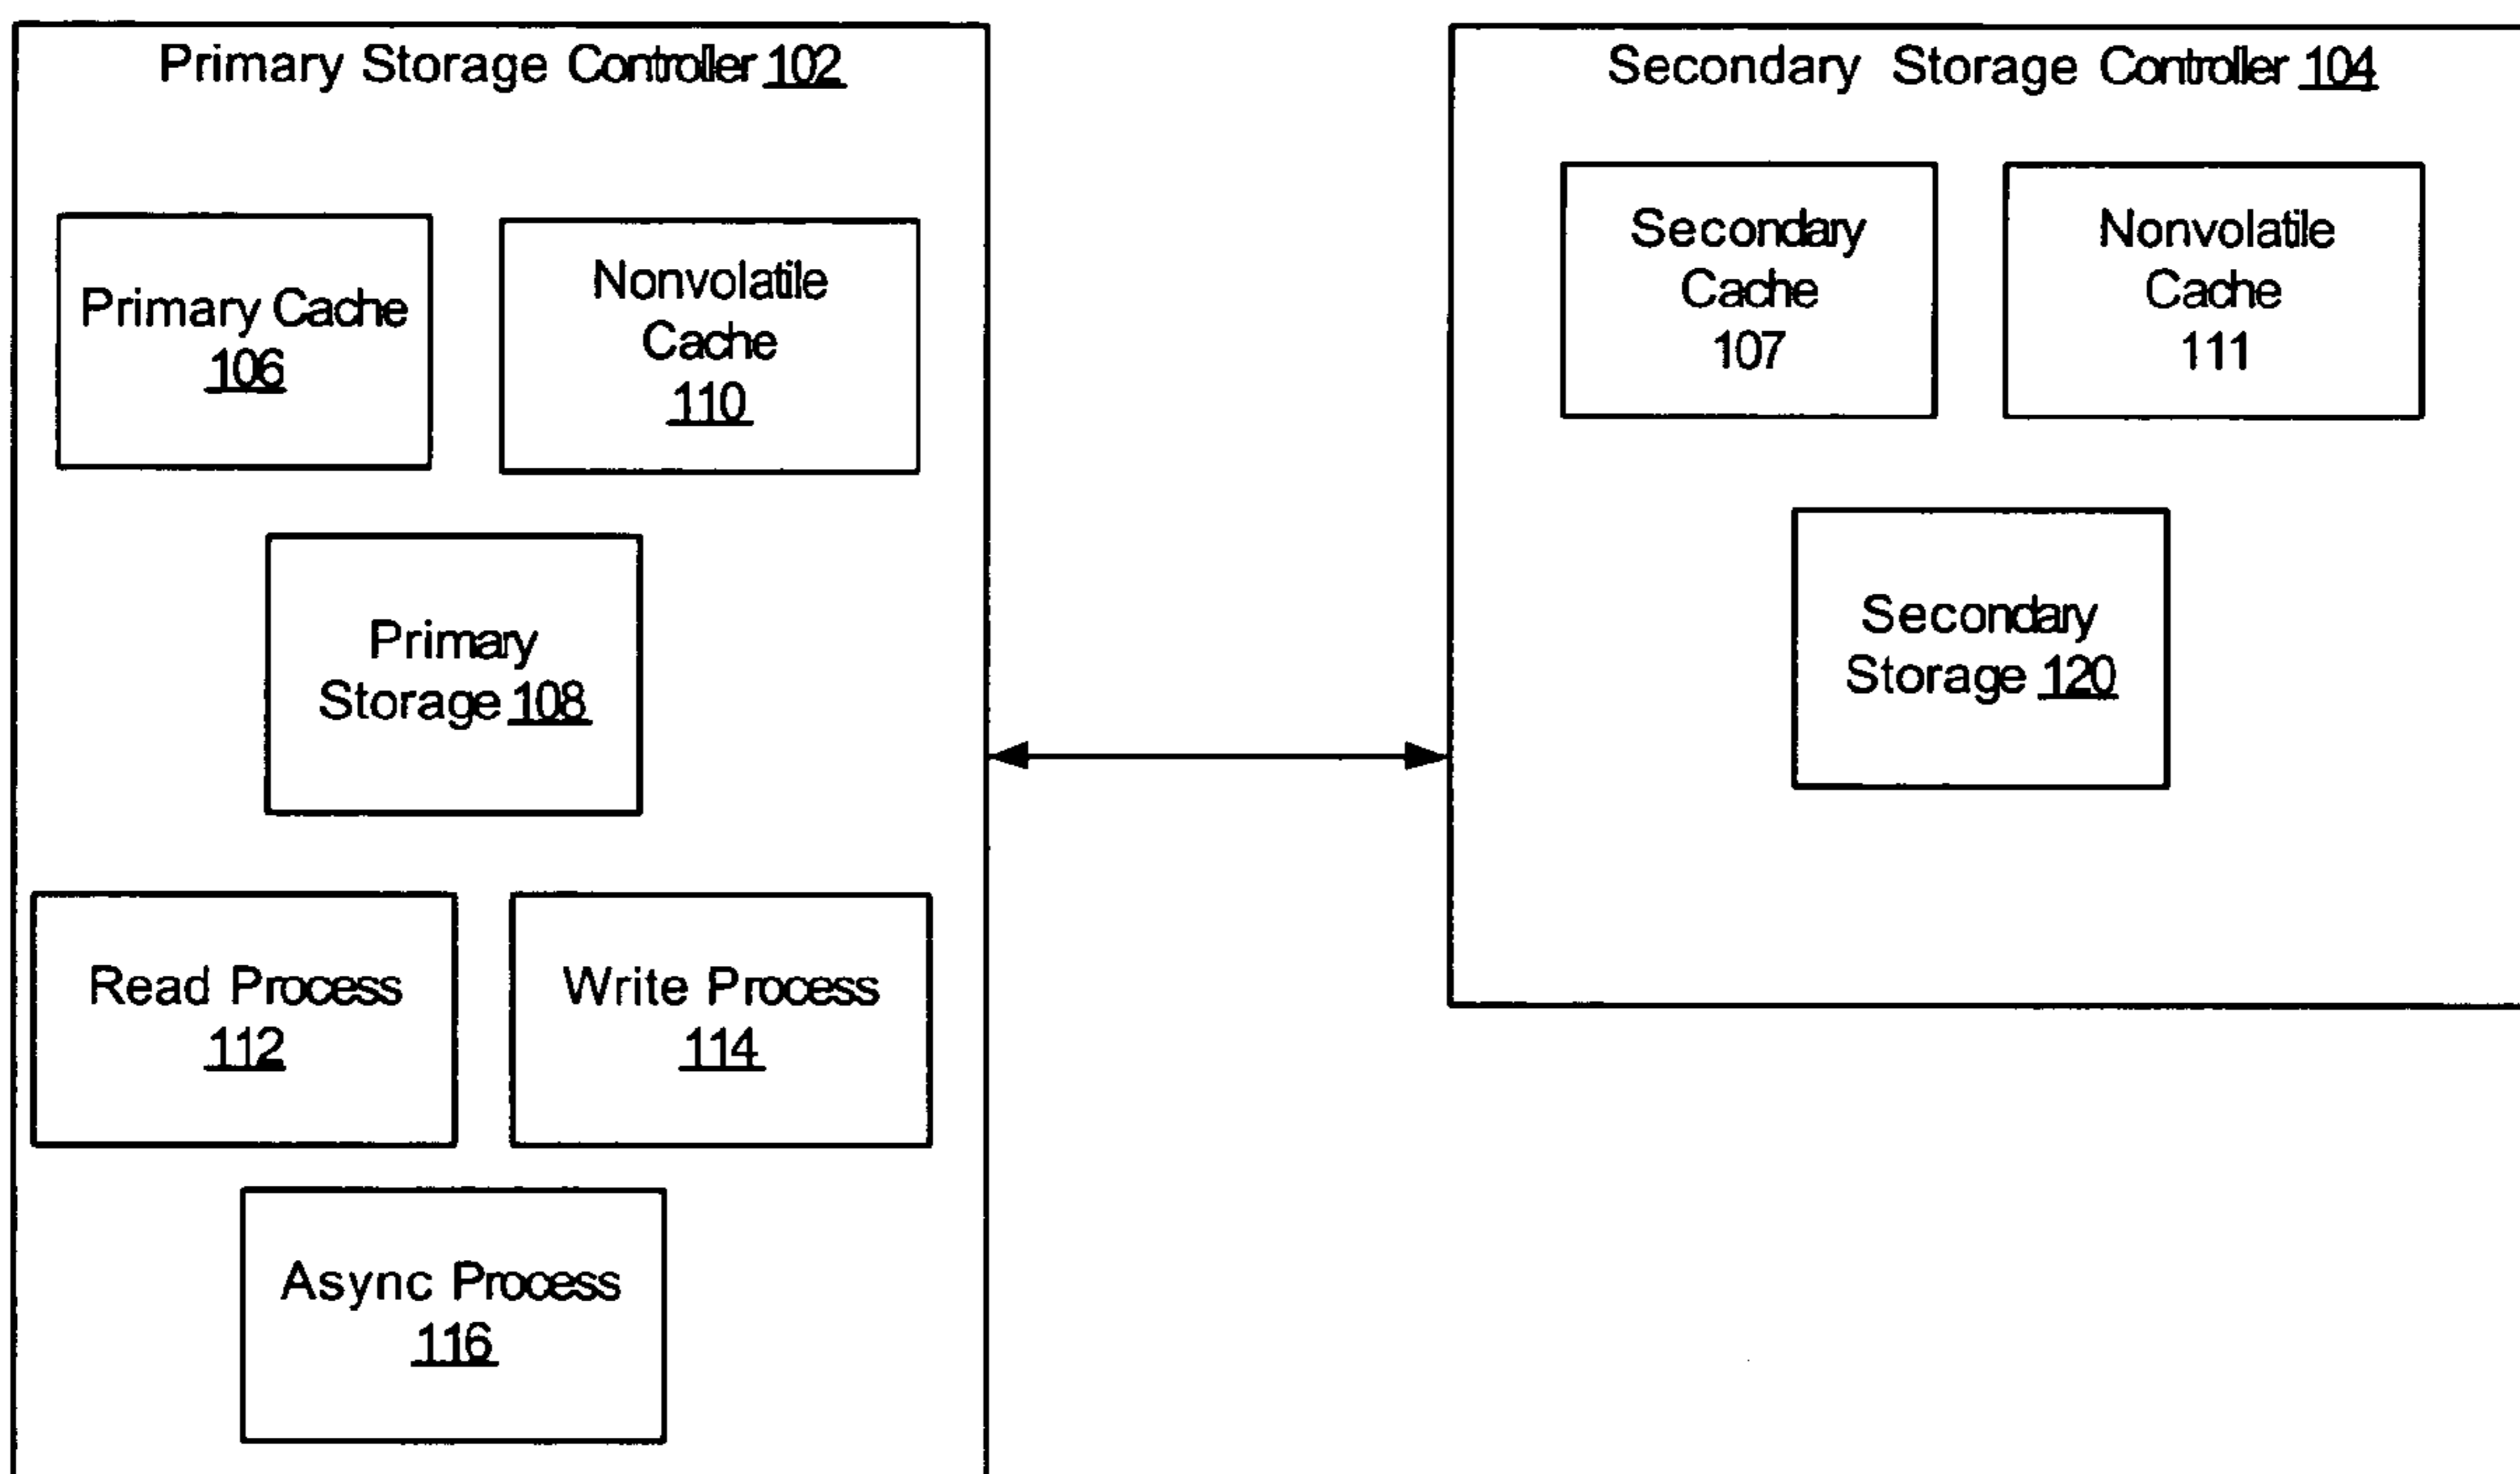 Primary Storage Controller 102
Primary Cache
106
Nonvolatile
Cache
110
Primary
Storage 108
Read Process
112
Write Process
114
Async Process
116
Secondary Storage Controller 104
Secondary
Cache
107
Nonvolatile
Cache
111
Secondary
Storage 120